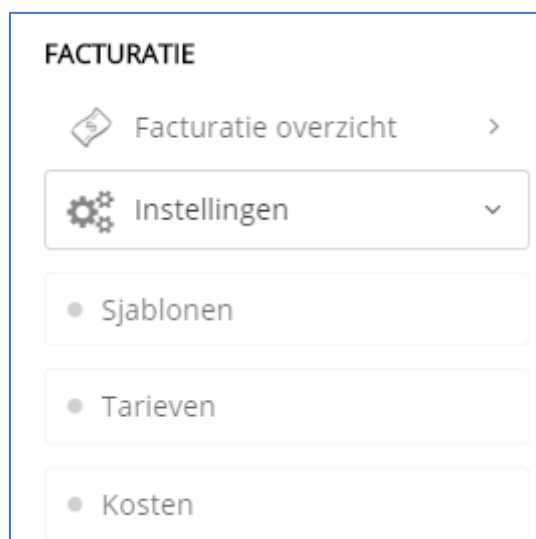 FACTURATIE
Facturatie overzicht
Instellingen
Sjablonen
Tarieven
Kosten